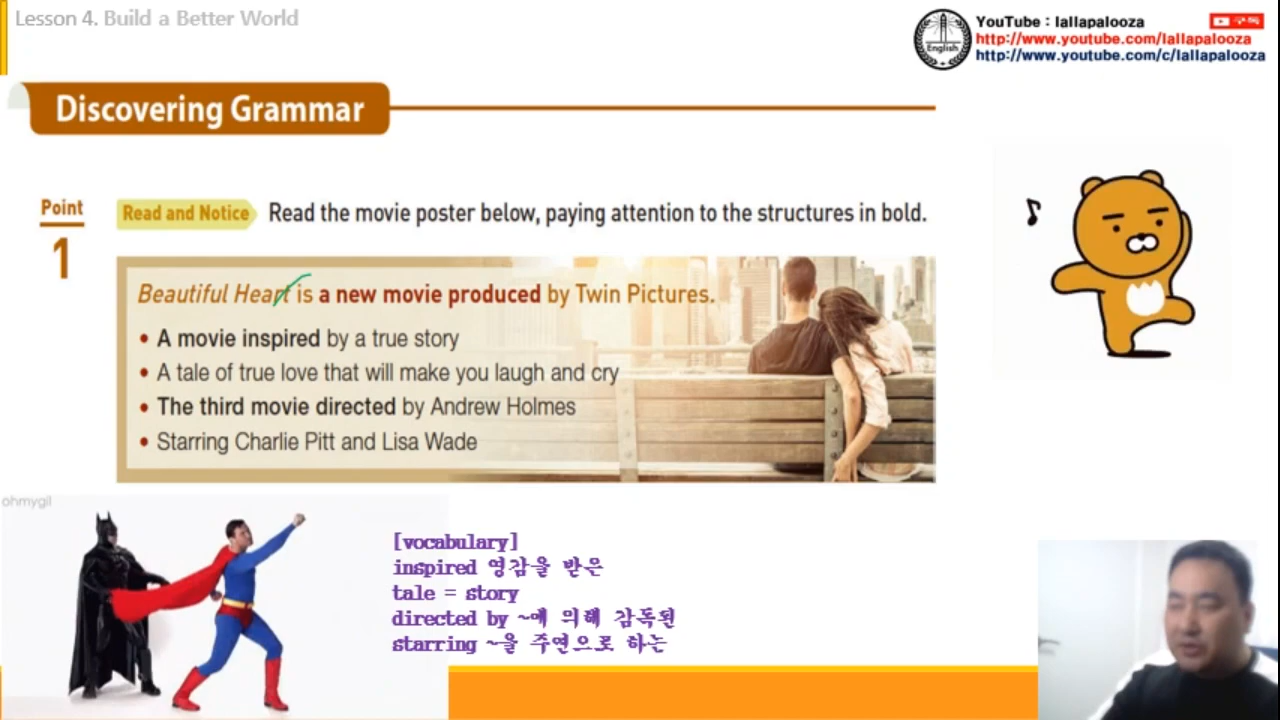 Lesson 4. Build a Better World
YouTube : lallapalooza
구독
http://www.youtube.com/lallapalooza
http://www.youtube.com/c/lallapalooza
English
Discovering Grammar
Point
1
Read and Notice
Read the movie poster below, paying attention to the structures in bold.
Beautiful Heart is a new movie produced by Twin Pictures.
• A movie inspired by a true story
• A tale of true love that will make you laugh and cry
• The third movie directed by Andrew Holmes
• Starring Charlie Pitt and Lisa Wade
ohmygil
[vocabulary]
inspired 영감을 받은
tale = story
directed by ~에 의해 감독된
starring ~을 주연으로 하는